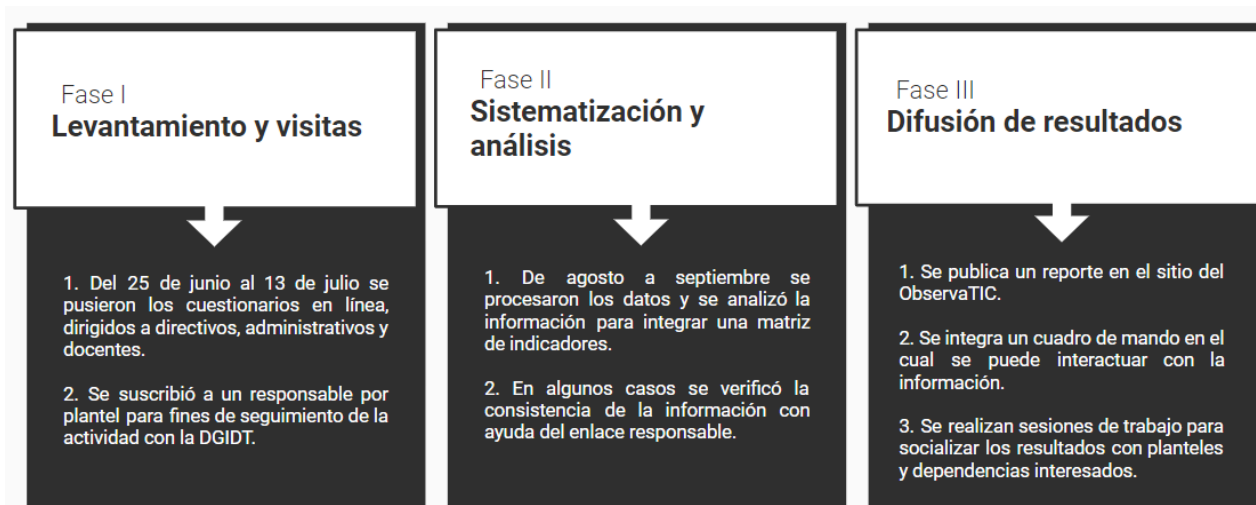 Fase I
Levantamiento y visitas
1. Del 25 de junio al 13 de julio se
pusieron los cuestionarios en línea,
dirigidos a directivos, administrativos y
docentes.
2. Se suscribió a un responsable por
plantel para fines de seguimiento de la
actividad con la DGIDT.
Fase II
Sistematización y
análisis
1. De agosto a septiembre se
procesaron los datos y se analizó la
información para integrar una matriz
de indicadores.
2. En algunos casos se verificó la
consistencia de la información con
ayuda del enlace responsable.
Fase III
Difusión de resultados
1. Se publica un reporte en el sitio del
ObservaTIC.
2. Se integra un cuadro de mando en el
cual se puede interactuar con la
información.
3. Se realizan sesiones de trabajo para
socializar los resultados con planteles
y dependencias interesados.